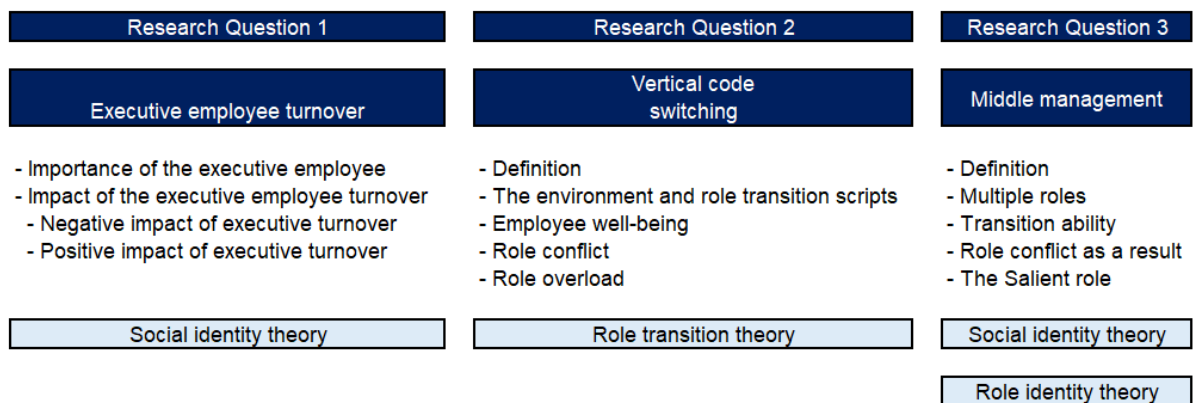 Research Question 1
Executive employee turnover
- Importance of the executive employee
- Impact of the executive employee turnover
- Negative impact of executive turnover
- Positive impact of executive turnover
Social identity theory
Research Question 2
Vertical code
switching
- Definition
- The environment and role transition scripts
- Employee well-being
- Role conflict
- Role overload
Role transition theory
Research Question 3
Middle management
- Definition
- Multiple roles
- Transition ability
- Role conflict as a result
- The Salient role
Social identity theory
Role identity theory